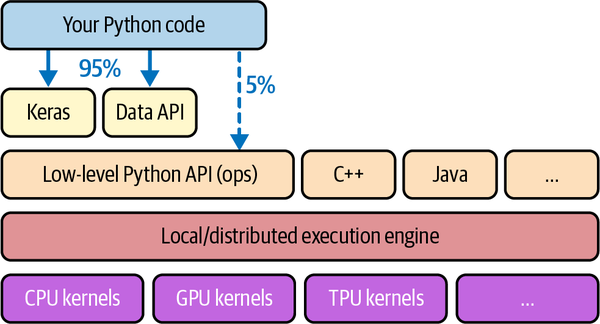 Your Python code
95%
5%
Keras
Data API
Low-level Python API (ops)
C++
Java
...
Local/distributed execution engine
CPU kernels
GPU kernels
TPU kernels
...